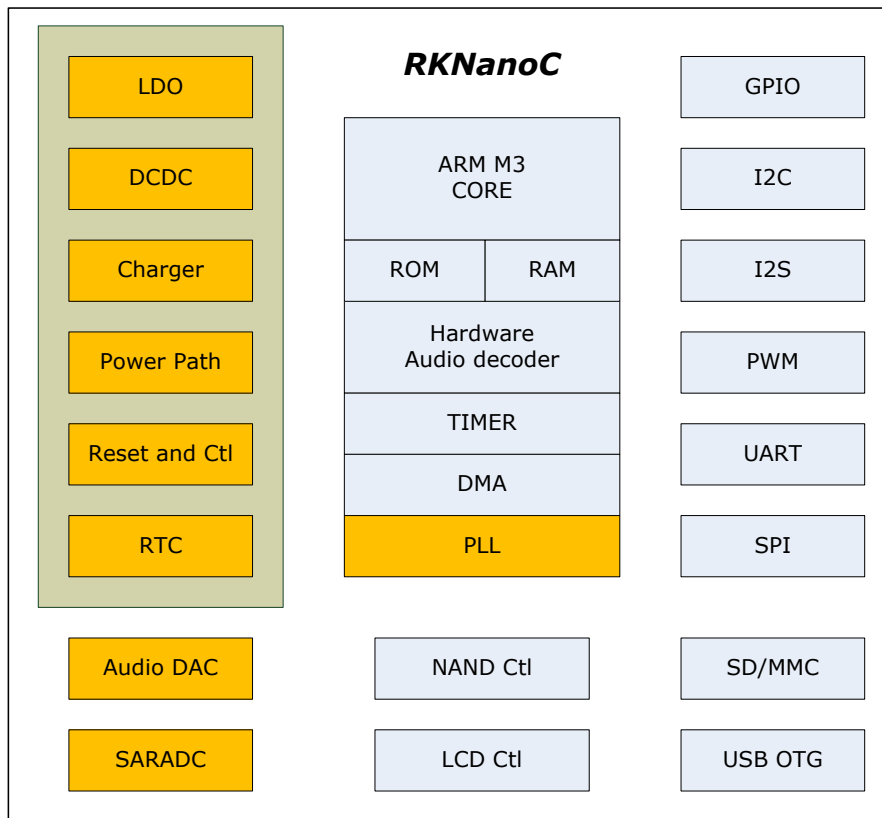 RKNanoC
LDO
DCDC
Charger
Power Path
Reset and Ctl
RTC
Audio DAC
SARADC
ARM M3
CORE
ROM
RAM
Hardware
Audio decoder
TIMER
DMA
PLL
NAND Ctl
LCD Ctl
GPIO
I2C
I2S
PWM
UART
SPI
SD/MMC
USB OTG